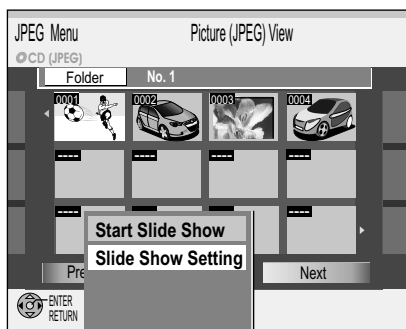 JPEG Menu Picture (JPEG) View
CD (JPEG)
Folder No. 1
0001 0002 0003 0004
---- ---- ---- ----
----
Start Slide Show
Slide Show Setting
Pre Next
ENTER
RETURN